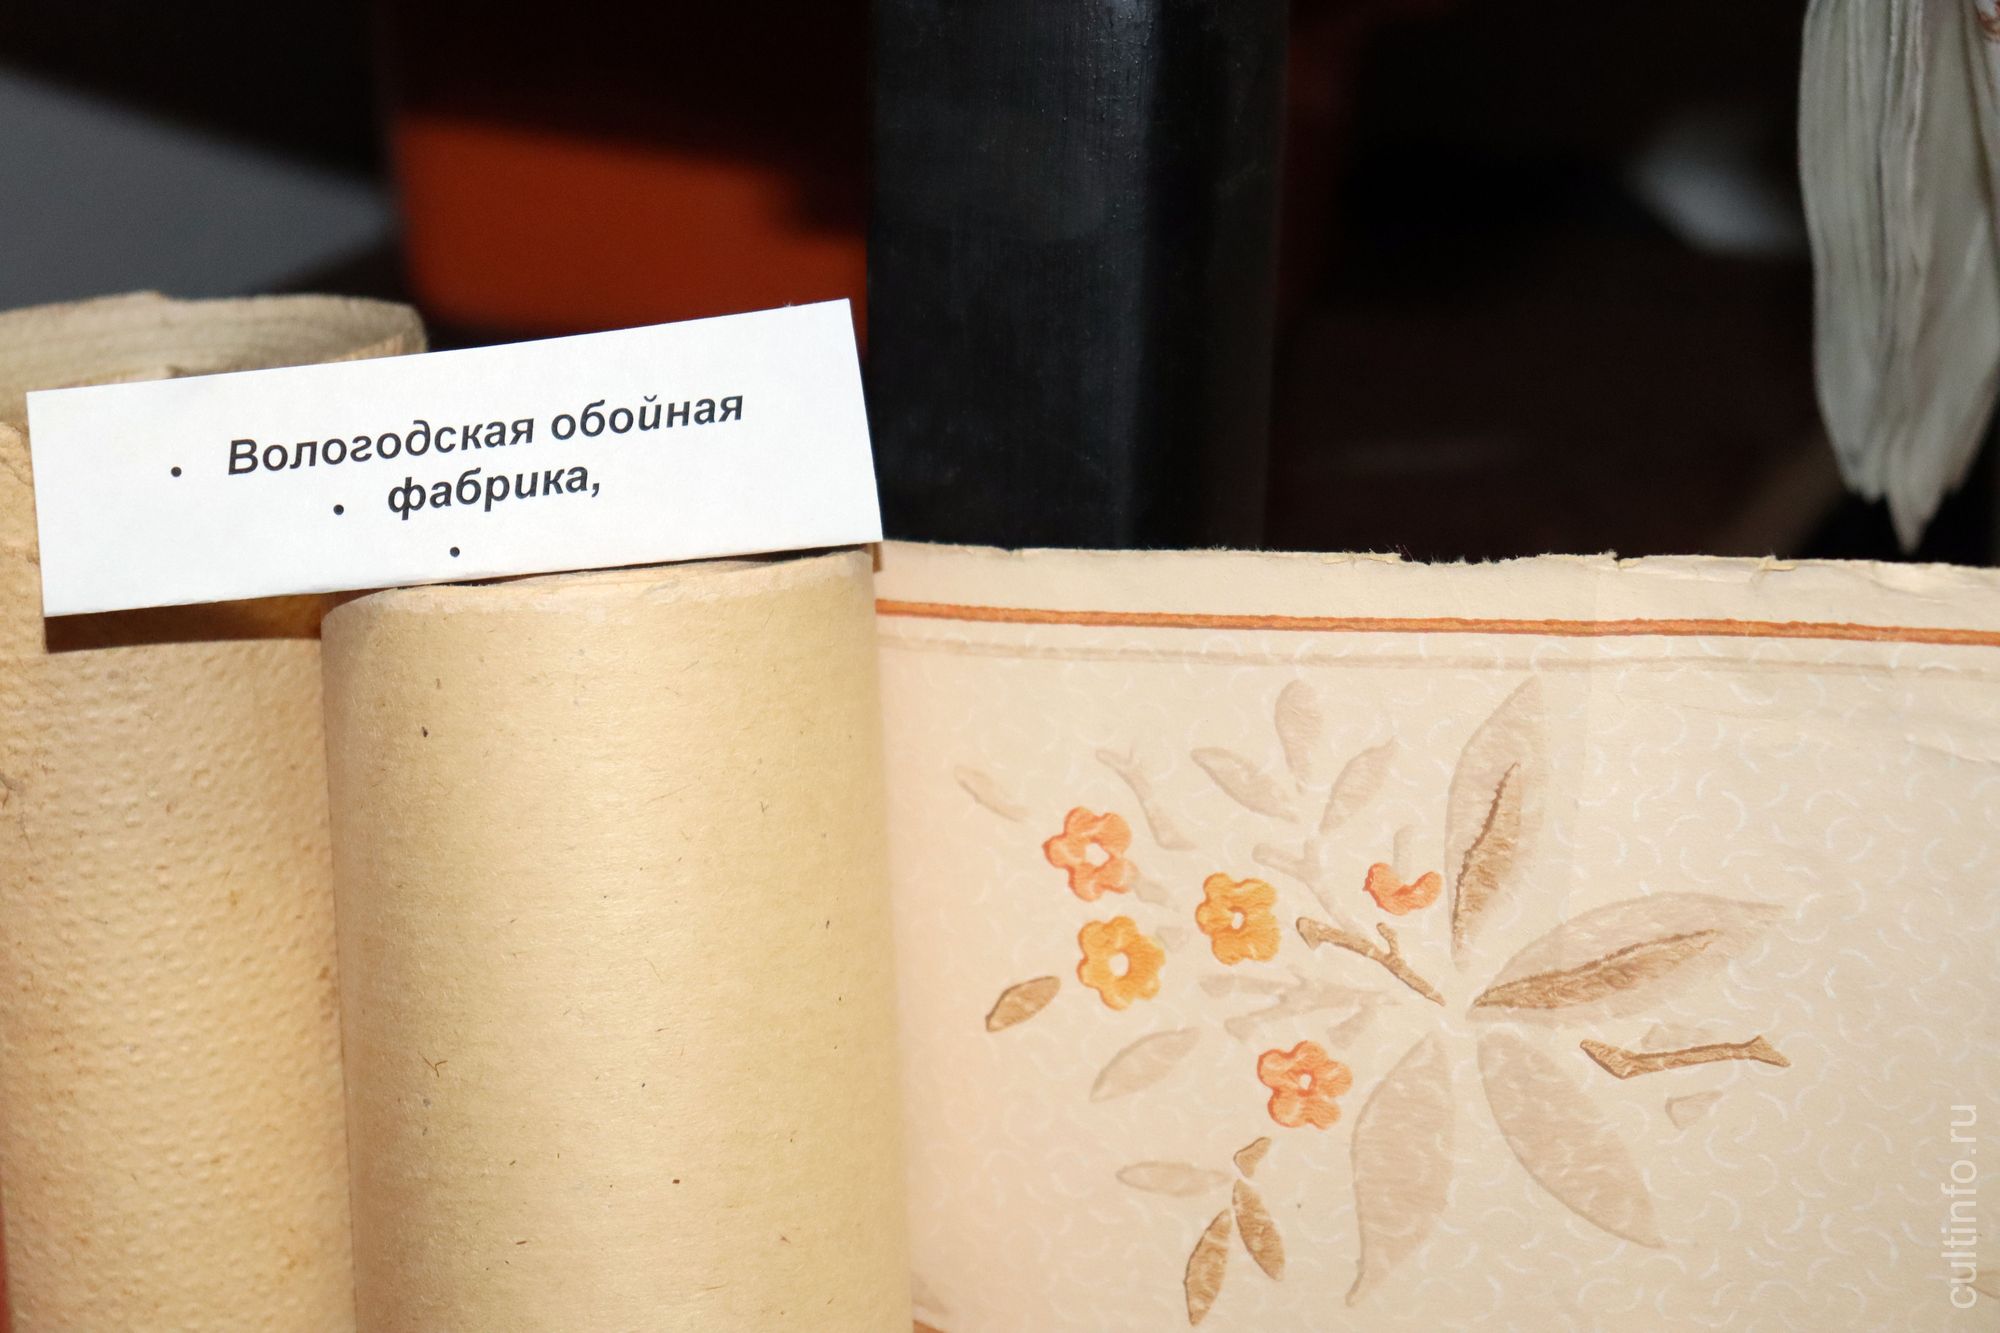 • Вологодская обойная
• фабрика,
•
cultinfo.ru